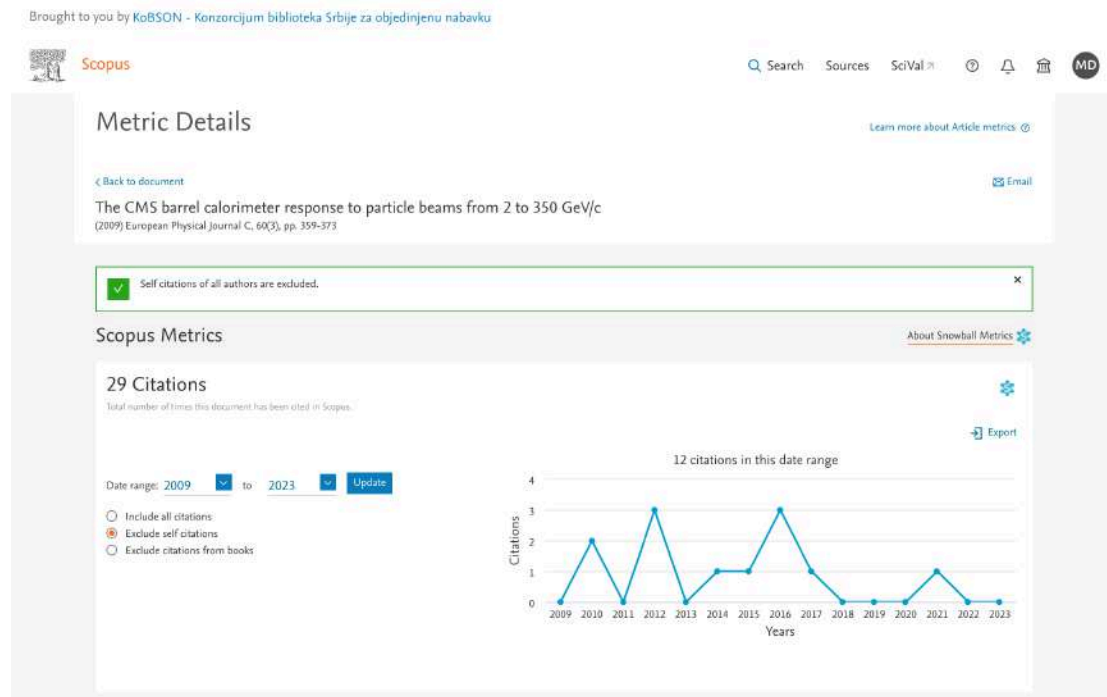 Brought to you by KoBSON - Konzorcijum biblioteka Srbije za objedinjenu nabavku
Scopus
Search Sources SciVal MD
Metric Details
Learn more about Article metrics
Back to document
Email
The CMS barrel calorimeter response to particle beams from 2 to 350 GeV/c
(2009) European Physical Journal C, 60(3), pp. 359-373
Self citations of all authors are excluded.
Scopus Metrics
About Snowball Metrics
29 Citations
Total number of times this document has been cited in Scopus.
Export
12 citations in this date range
Date range: 2009 to 2023 Update
Include all citations
Exclude self citations
Exclude citations from books
Citations
4
3
2
1
0
2009 2010 2011 2012 2013 2014 2015 2016 2017 2018 2019 2020 2021 2022 2023
Years